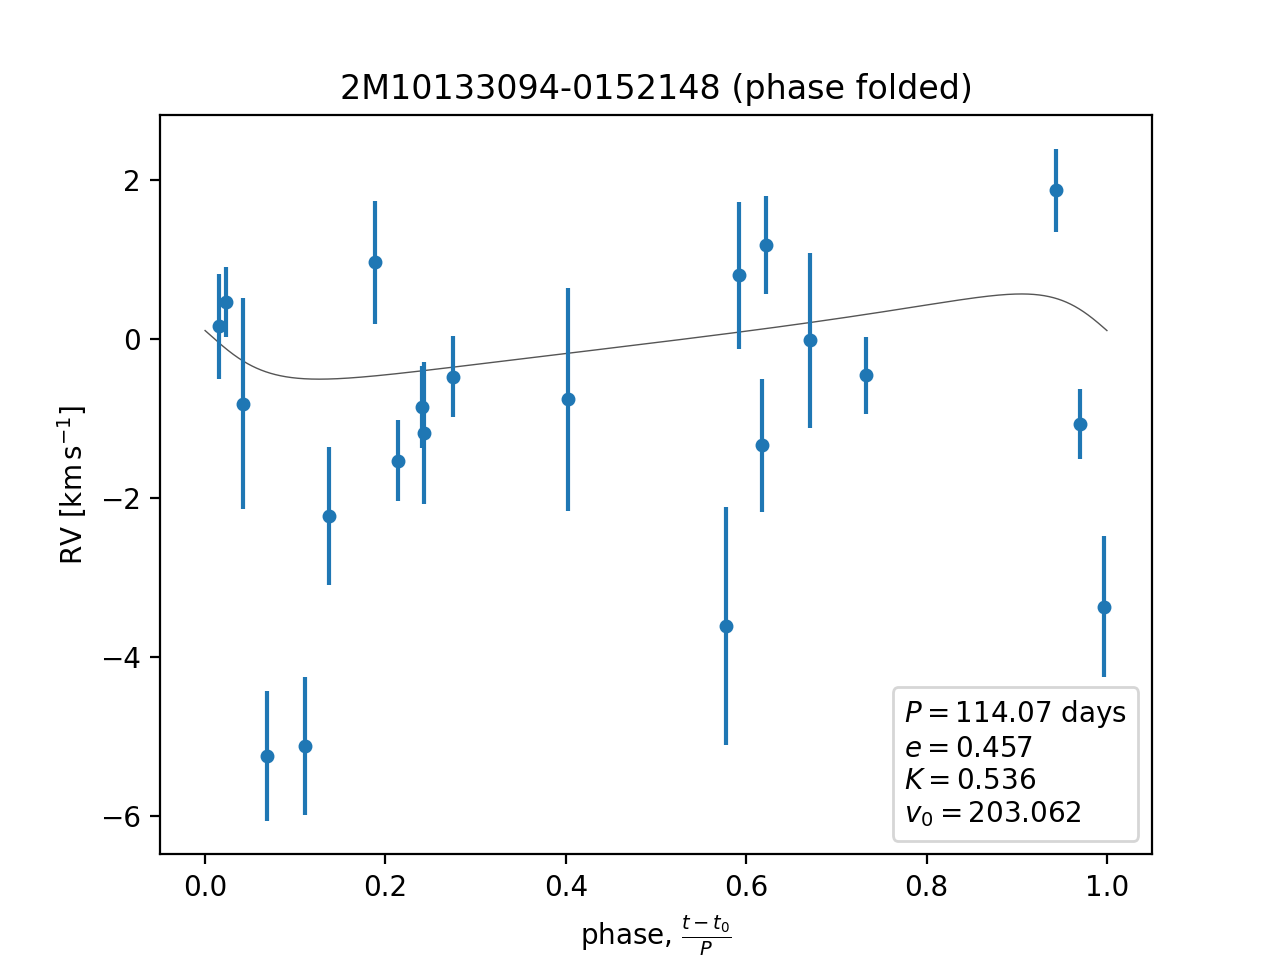 2M10133094-0152148 (phase folded)
RV [km s⁻¹]
2
0
−2
−4
−6
P = 114.07 days
e = 0.457
K = 0.536
v₀ = 203.062
0.0 0.2 0.4 0.6 0.8 1.0
phase, (t − t₀)/P